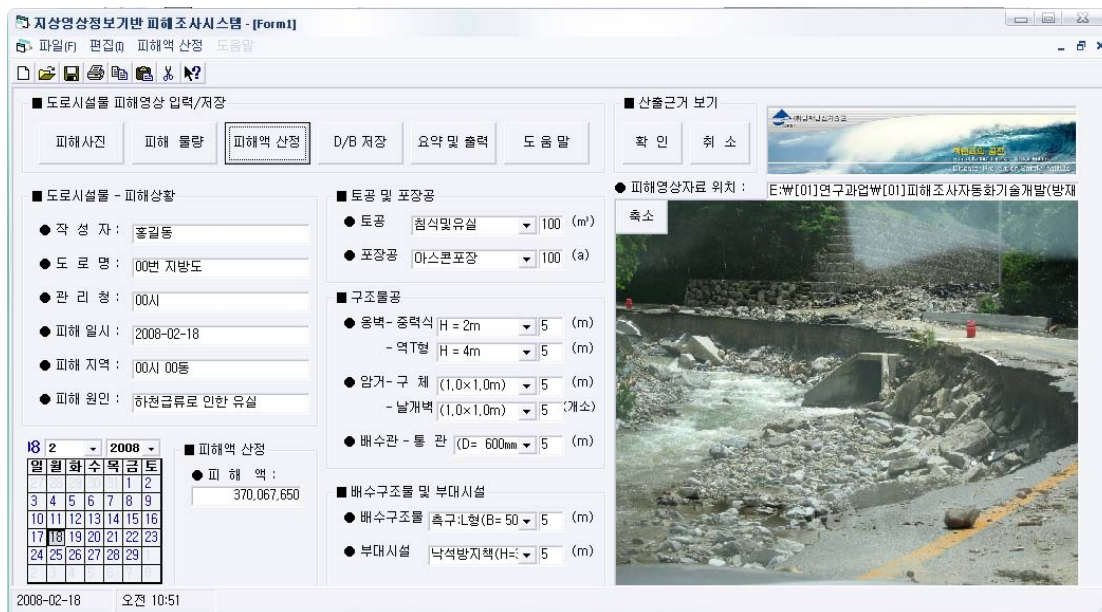 지상영상정보기반 피해조사시스템 - [Form1]
파일(F) 편집(I) 피해액 산정 도움말
■ 도로시설물 피해영상 입력/저장
피해사진 피해 물량 피해액 산정 D/B 저장 요약 및 출력 도 움 말
■ 산출근거 보기
확 인 취 소
● 피해영상자료 위치 : E:₩[01]연구과업₩[01]피해조사자동화기술개발(방재
축소
■ 도로시설물 - 피해상황
● 작 성 자 : 홍길동
● 도 로 명 : 00번 지방도
● 관 리 청 : 00시
● 피해 일시 : 2008-02-18
● 피해 지역 : 00시 00동
● 피해 원인 : 하천급류로 인한 유실
■ 토공 및 포장공
● 토공 침식및유실 100 (㎥)
● 포장공 아스콘포장 100 (a)
■ 구조물공
● 옹벽- 중력식 H = 2m 5 (m)
- 역T형 H = 4m 5 (m)
● 암거- 구 체 (1.0×1.0m) 5 (m)
- 날개벽 (1.0×1.0m) 5 (개소)
● 배수관 - 통 관 (D= 600mm 5 (m)
■ 배수구조물 및 부대시설
● 배수구조물 측구:L형(B= 50 5 (m)
● 부대시설 낙석방지책(H=3 5 (m)
2 2008
일 월 화 수 목 금 토
27 28 29 30 31 1 2
3 4 5 6 7 8 9
10 11 12 13 14 15 16
17 18 19 20 21 22 23
24 25 26 27 28 29 1
2 3 4 5 6 7 8
■ 피해액 산정
● 피 해 액 :
370,067,650
2008-02-18 오전 10:51